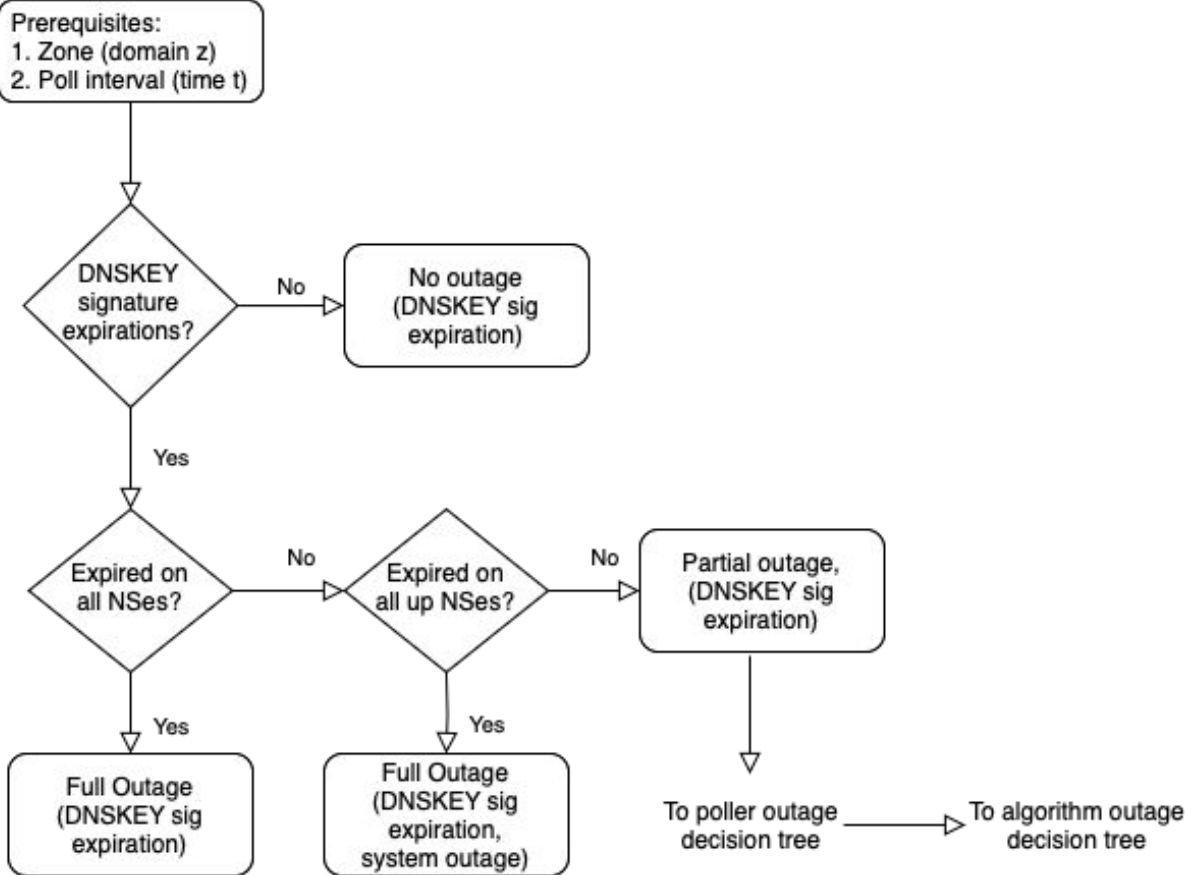 Prerequisites:
1. Zone (domain z)
2. Poll interval (time t)
DNSKEY
signature
expirations?
No
No outage
(DNSKEY sig
expiration)
Yes
Expired on
all NSes?
No
Expired on
all up NSes?
No
Partial outage,
(DNSKEY sig
expiration)
Yes
Full Outage
(DNSKEY sig
expiration)
Yes
Full Outage
(DNSKEY sig
expiration,
system outage)
To poller outage
decision tree
To algorithm outage
decision tree